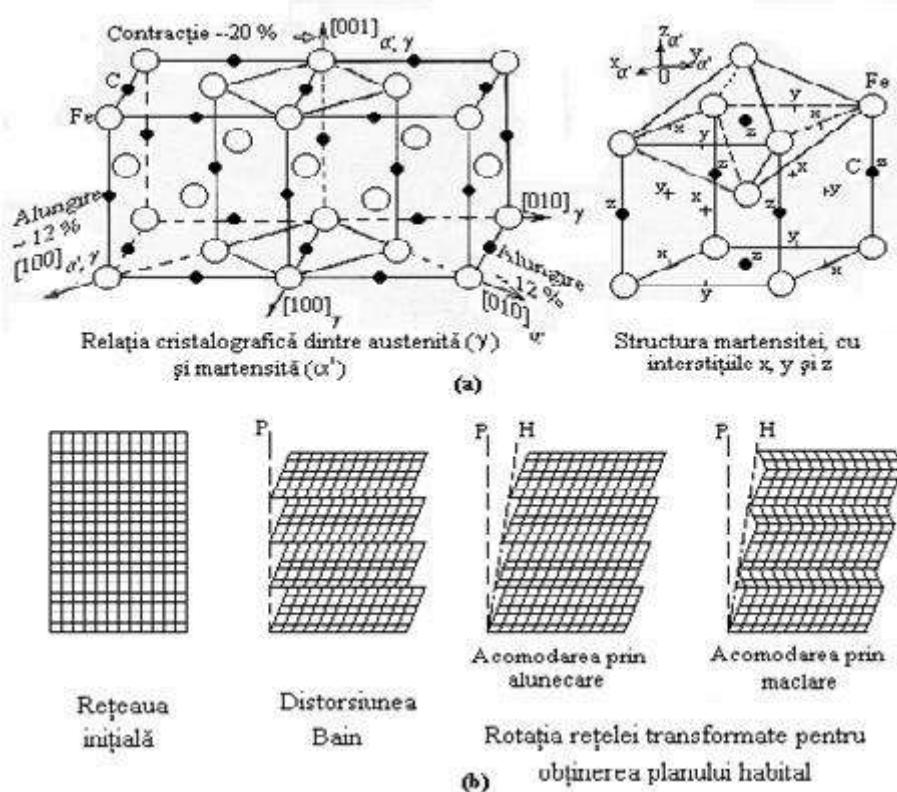 Contracție ~-20 %
[001] α', γ
C
Fe
Alungire
~ 12 %
[100] α', γ
[010] γ
Alungire
~12 %
[010] α'
[100] γ
z α'
x α'
y α'
0
Fe
y
x
z
y
x
y
z
z
C
z
x
y
x
y
z
z
y
x
z
x
y
Relația cristalografică dintre austenită (γ)
și martensită (α')
Structura martensitei, cu
interstițiile x, y și z
(a)
P
P
H
P
H
Acomodarea prin
alunecare
Acomodarea prin
maclare
Rețeaua
inițială
Distorsiunea
Bain
Rotația rețelei transformate pentru
obținerea planului habital
(b)